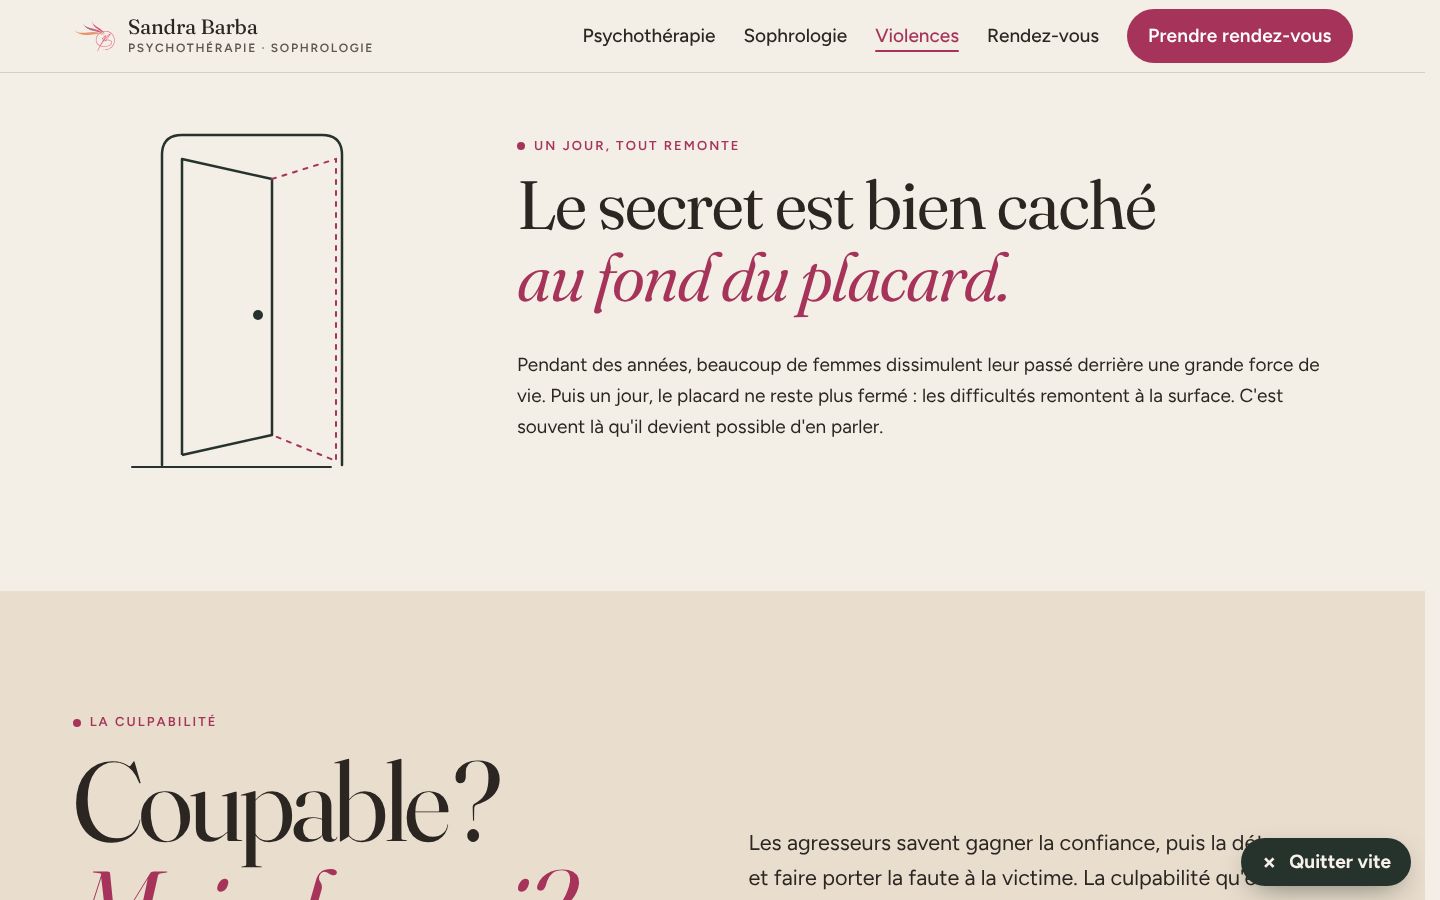 Sandra Barba
PSYCHOTHÉRAPIE · SOPHROLOGIE
Psychothérapie
Sophrologie
Violences
Rendez-vous
Prendre rendez-vous
UN JOUR, TOUT REMONTE
Le secret est bien caché
au fond du placard.
Pendant des années, beaucoup de femmes dissimulent leur passé derrière une grande force de
vie. Puis un jour, le placard ne reste plus fermé : les difficultés remontent à la surface. C'est
souvent là qu'il devient possible d'en parler.
LA CULPABILITÉ
Coupable ?
Les agresseurs savent gagner la confiance, puis la
et faire porter la faute à la victime. La culpabilité
× Quitter vite